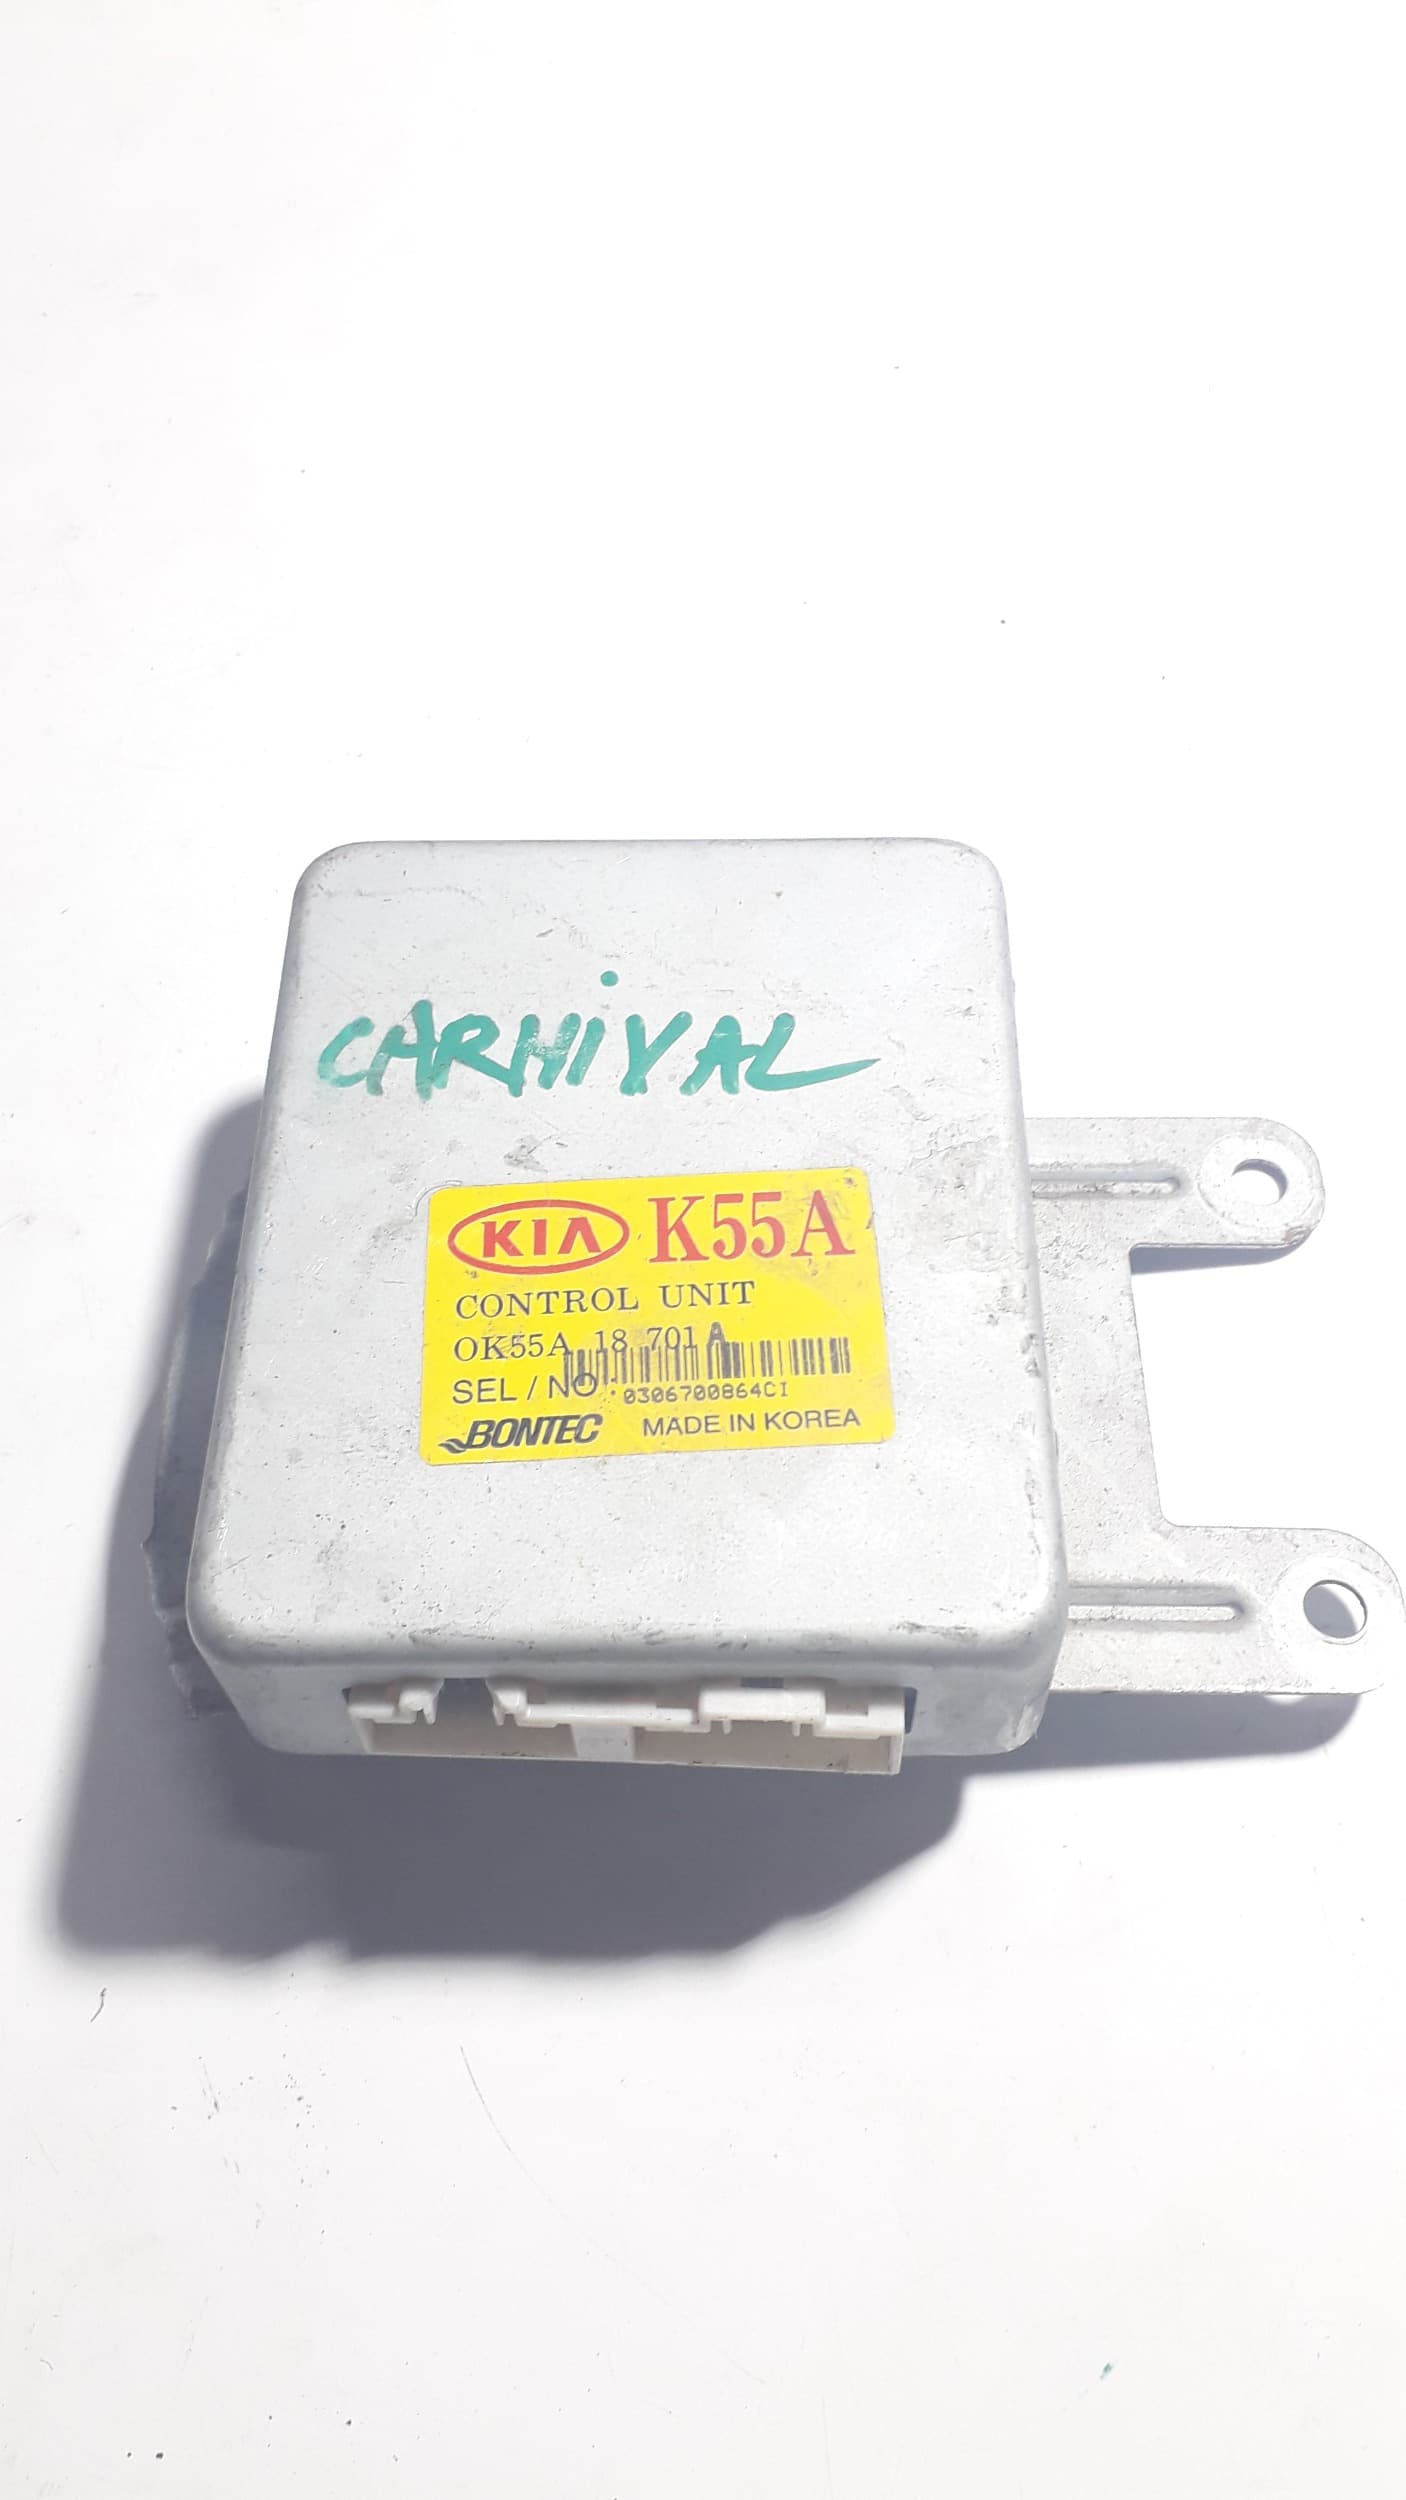 CARNiVAL
KIA K55A
CONTROL UNIT
OK55A 18 701 A
SEL / NO : 0306700864CI
BONTEC MADE IN KOREA